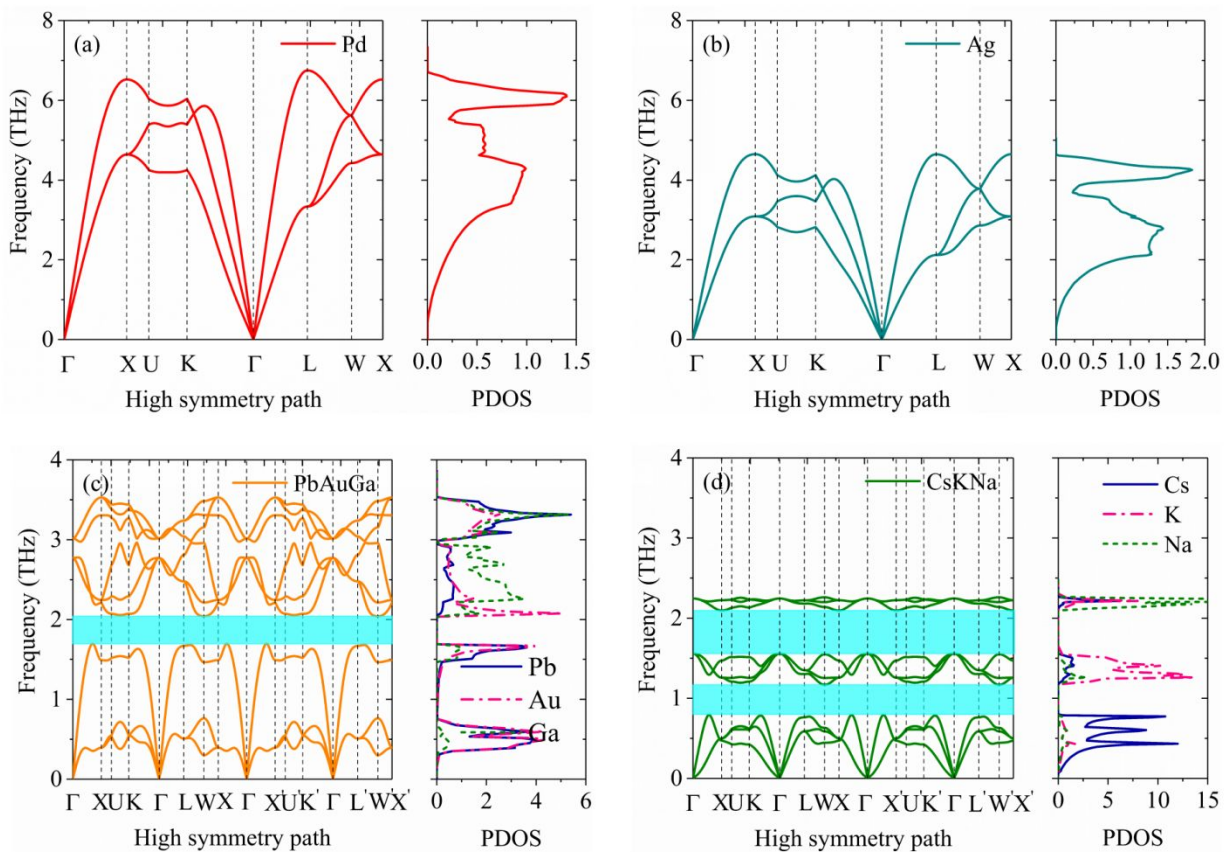 (a) Pd
8
6
4
2
0
Frequency (THz)
Γ X U K Γ L W X
High symmetry path
0.0 0.5 1.0 1.5
PDOS
(b) Ag
8
6
4
2
0
Frequency (THz)
Γ X U K Γ L W X
High symmetry path
0.0 0.5 1.0 1.5 2.0
PDOS
(c) PbAuGa
4
3
2
1
0
Frequency (THz)
Γ X U K Γ L W X Γ X' U' K' Γ L' W' X'
High symmetry path
Pb
Au
Ga
0 2 4 6
PDOS
(d) CsKNa
4
3
2
1
0
Frequency (THz)
Γ X U K Γ L W X Γ X' U' K' Γ L' W' X'
High symmetry path
Cs
K
Na
0 5 10 15
PDOS